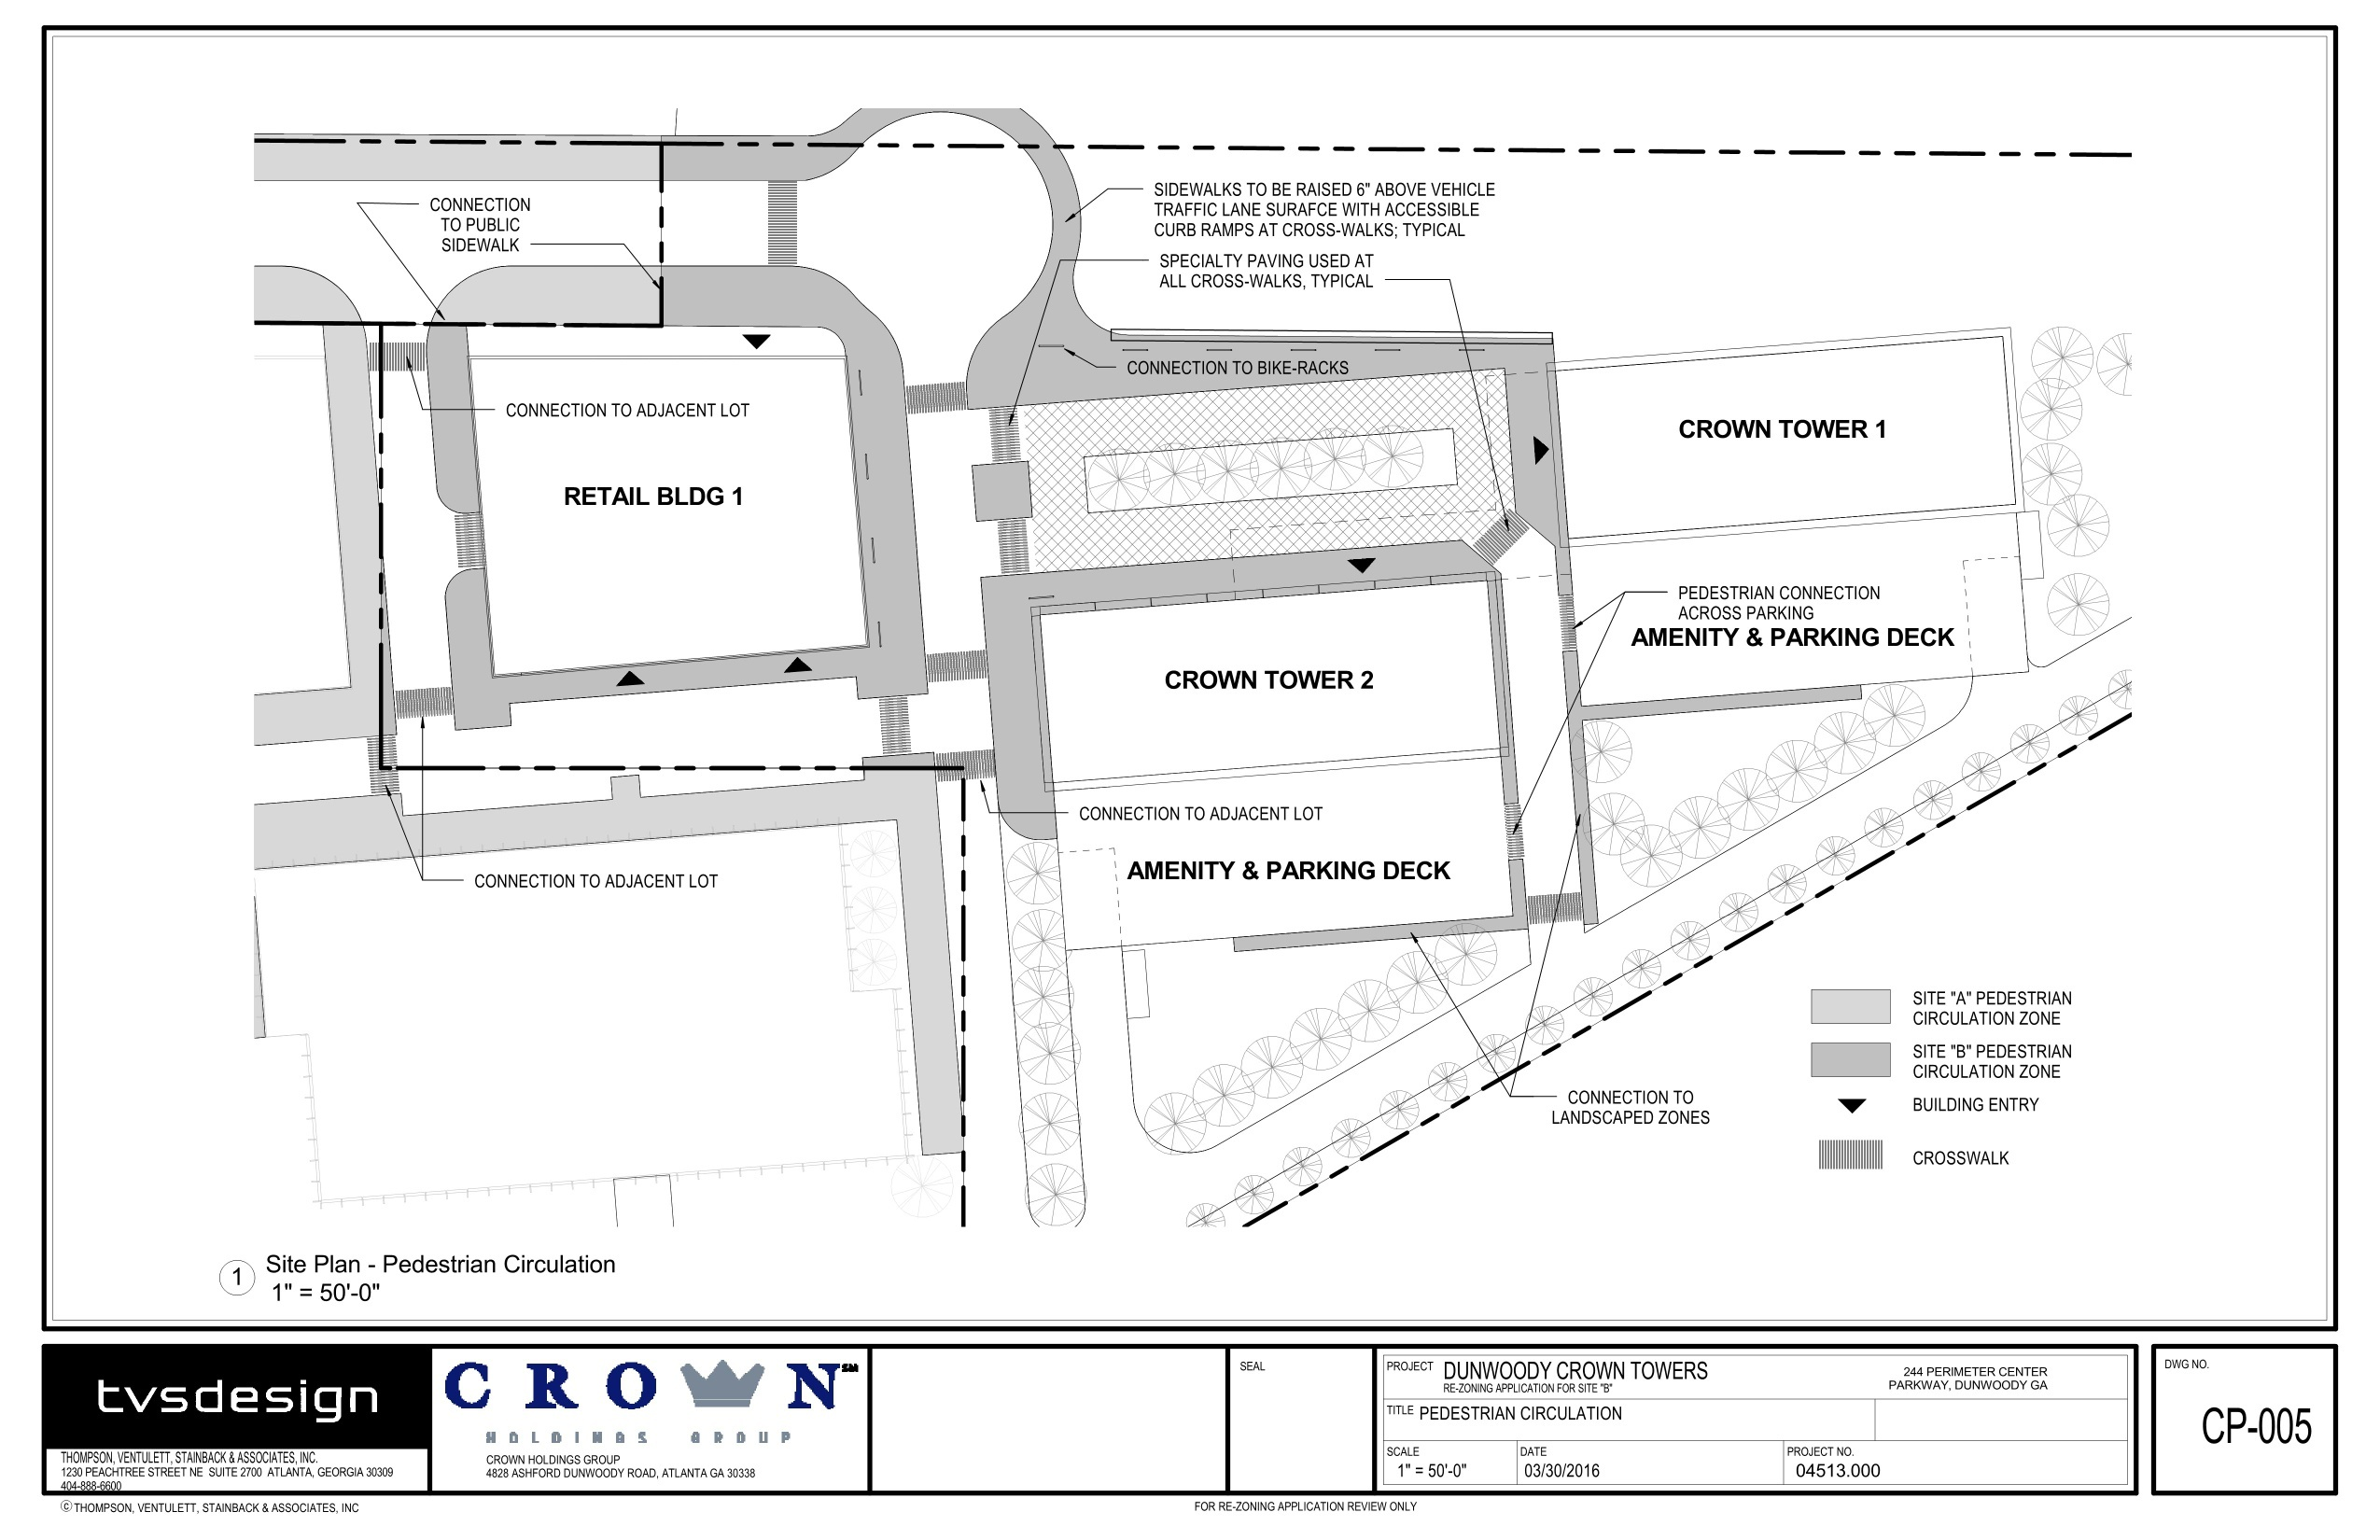 CONNECTION
TO PUBLIC
SIDEWALK
SIDEWALKS TO BE RAISED 6" ABOVE VEHICLE
TRAFFIC LANE SURAFCE WITH ACCESSIBLE
CURB RAMPS AT CROSS-WALKS; TYPICAL
SPECIALTY PAVING USED AT
ALL CROSS-WALKS, TYPICAL
CONNECTION TO BIKE-RACKS
CONNECTION TO ADJACENT LOT
CROWN TOWER 1
RETAIL BLDG 1
PEDESTRIAN CONNECTION
ACROSS PARKING
AMENITY & PARKING DECK
CROWN TOWER 2
CONNECTION TO ADJACENT LOT
AMENITY & PARKING DECK
CONNECTION TO ADJACENT LOT
CONNECTION TO
LANDSCAPED ZONES
SITE "A" PEDESTRIAN
CIRCULATION ZONE
SITE "B" PEDESTRIAN
CIRCULATION ZONE
BUILDING ENTRY
CROSSWALK
1
Site Plan - Pedestrian Circulation
1" = 50'-0"
tvsdesign
THOMPSON, VENTULETT, STAINBACK & ASSOCIATES, INC.
1230 PEACHTREE STREET NE SUITE 2700 ATLANTA, GEORGIA 30309
404-888-6600
© THOMPSON, VENTULETT, STAINBACK & ASSOCIATES, INC
CROWN SM
HOLDINGS GROUP
CROWN HOLDINGS GROUP
4828 ASHFORD DUNWOODY ROAD, ATLANTA GA 30338
SEAL
PROJECT DUNWOODY CROWN TOWERS
RE-ZONING APPLICATION FOR SITE "B"
244 PERIMETER CENTER
PARKWAY, DUNWOODY GA
TITLE PEDESTRIAN CIRCULATION
SCALE
1" = 50'-0"
DATE
03/30/2016
PROJECT NO.
04513.000
DWG NO.
CP-005
FOR RE-ZONING APPLICATION REVIEW ONLY